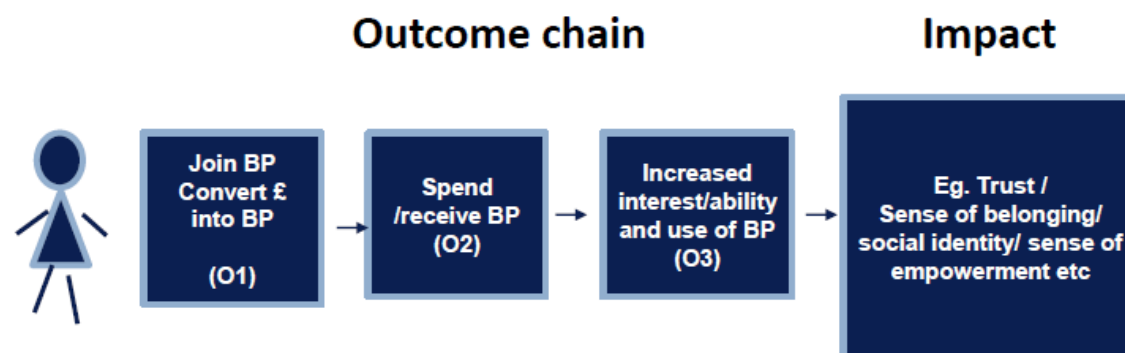 Outcome chain
Impact
Join BP
Convert £
into BP
(O1)
Spend
/receive BP
(O2)
Increased
interest/ability
and use of BP
(O3)
Eg. Trust /
Sense of belonging/
social identity/ sense of
empowerment etc